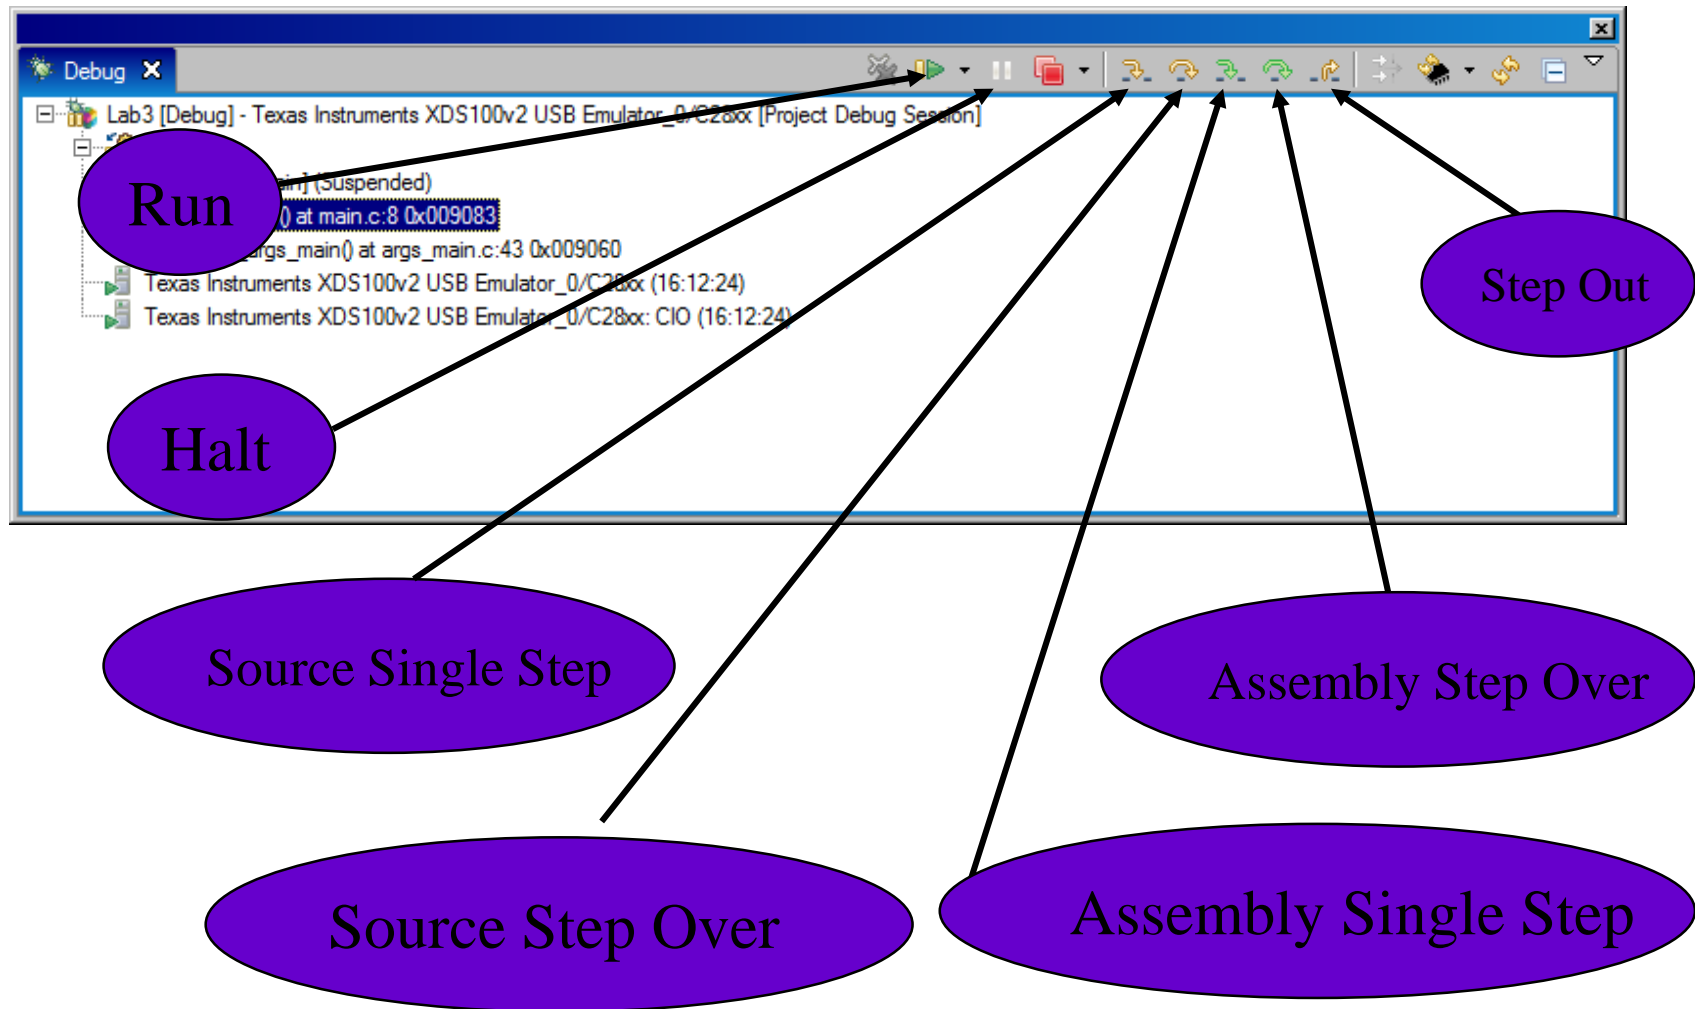 Debug
Lab3 [Debug] - Texas Instruments XDS100v2 USB Emulator_0/C28xx [Project Debug Session]
(Suspended)
() at main.c:8 0x009083
args_main() at args_main.c:43 0x009060
Texas Instruments XDS100v2 USB Emulator_0/C28xx (16:12:24)
Texas Instruments XDS100v2 USB Emulator_0/C28xx: CIO (16:12:24)
Run
Step Out
Halt
Source Single Step
Assembly Step Over
Source Step Over
Assembly Single Step